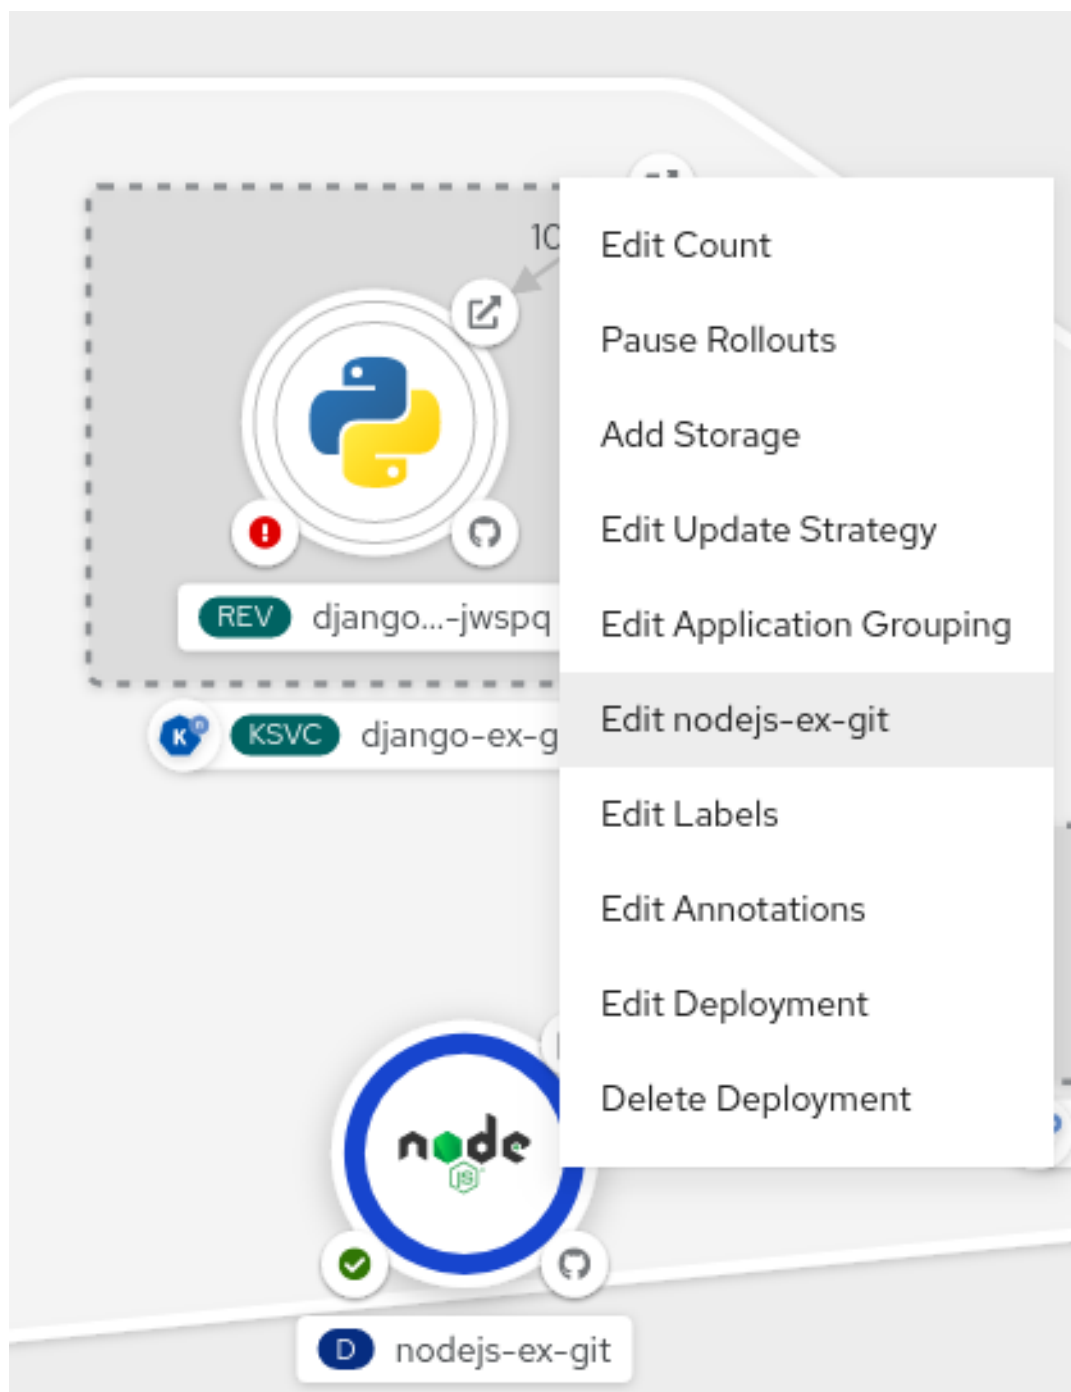 10
Edit Count
Pause Rollouts
Add Storage
Edit Update Strategy
REV django...-jwspq
Edit Application Grouping
Edit nodejs-ex-git
K n KSVC django-ex-g
Edit Labels
Edit Annotations
Edit Deployment
Delete Deployment
node
JS
D nodejs-ex-git